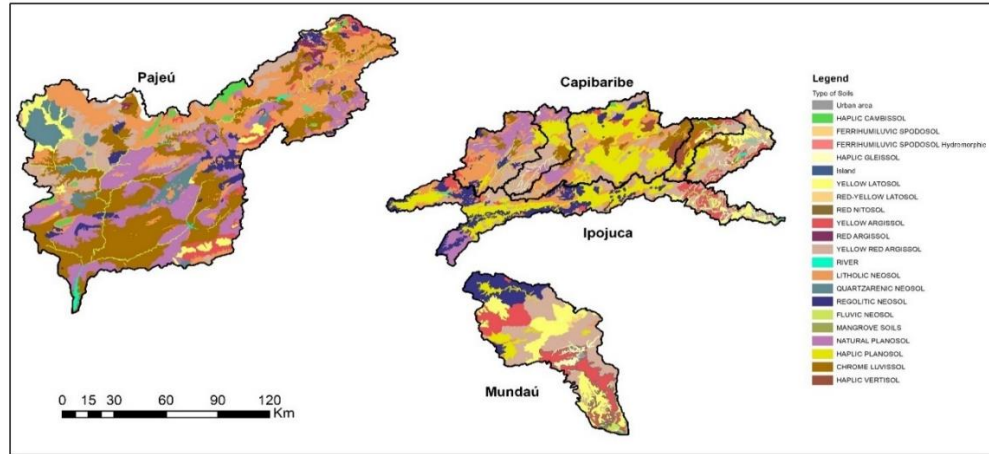 Pajeú
Capibaribe
Ipojuca
Mundaú
0 15 30 60 90 120
Km
Legend
Type of Soils
Urban area
HAPLIC CAMBISSOL
FERRIHUMILUVIC SPODOSOL
FERRIHUMILUVIC SPODOSOL Hydromorphic
HAPLIC GLEISSOL
Island
YELLOW LATOSOL
RED-YELLOW LATOSOL
RED NITOSOL
YELLOW ARGISSOL
RED ARGISSOL
YELLOW RED ARGISSOL
RIVER
LITHOLIC NEOSOL
QUARTZARENIC NEOSOL
REGOLITIC NEOSOL
FLUVIC NEOSOL
MANGROVE SOILS
NATURAL PLANOSOL
HAPLIC PLANOSOL
CHROME LUVISSOL
HAPLIC VERTISOL